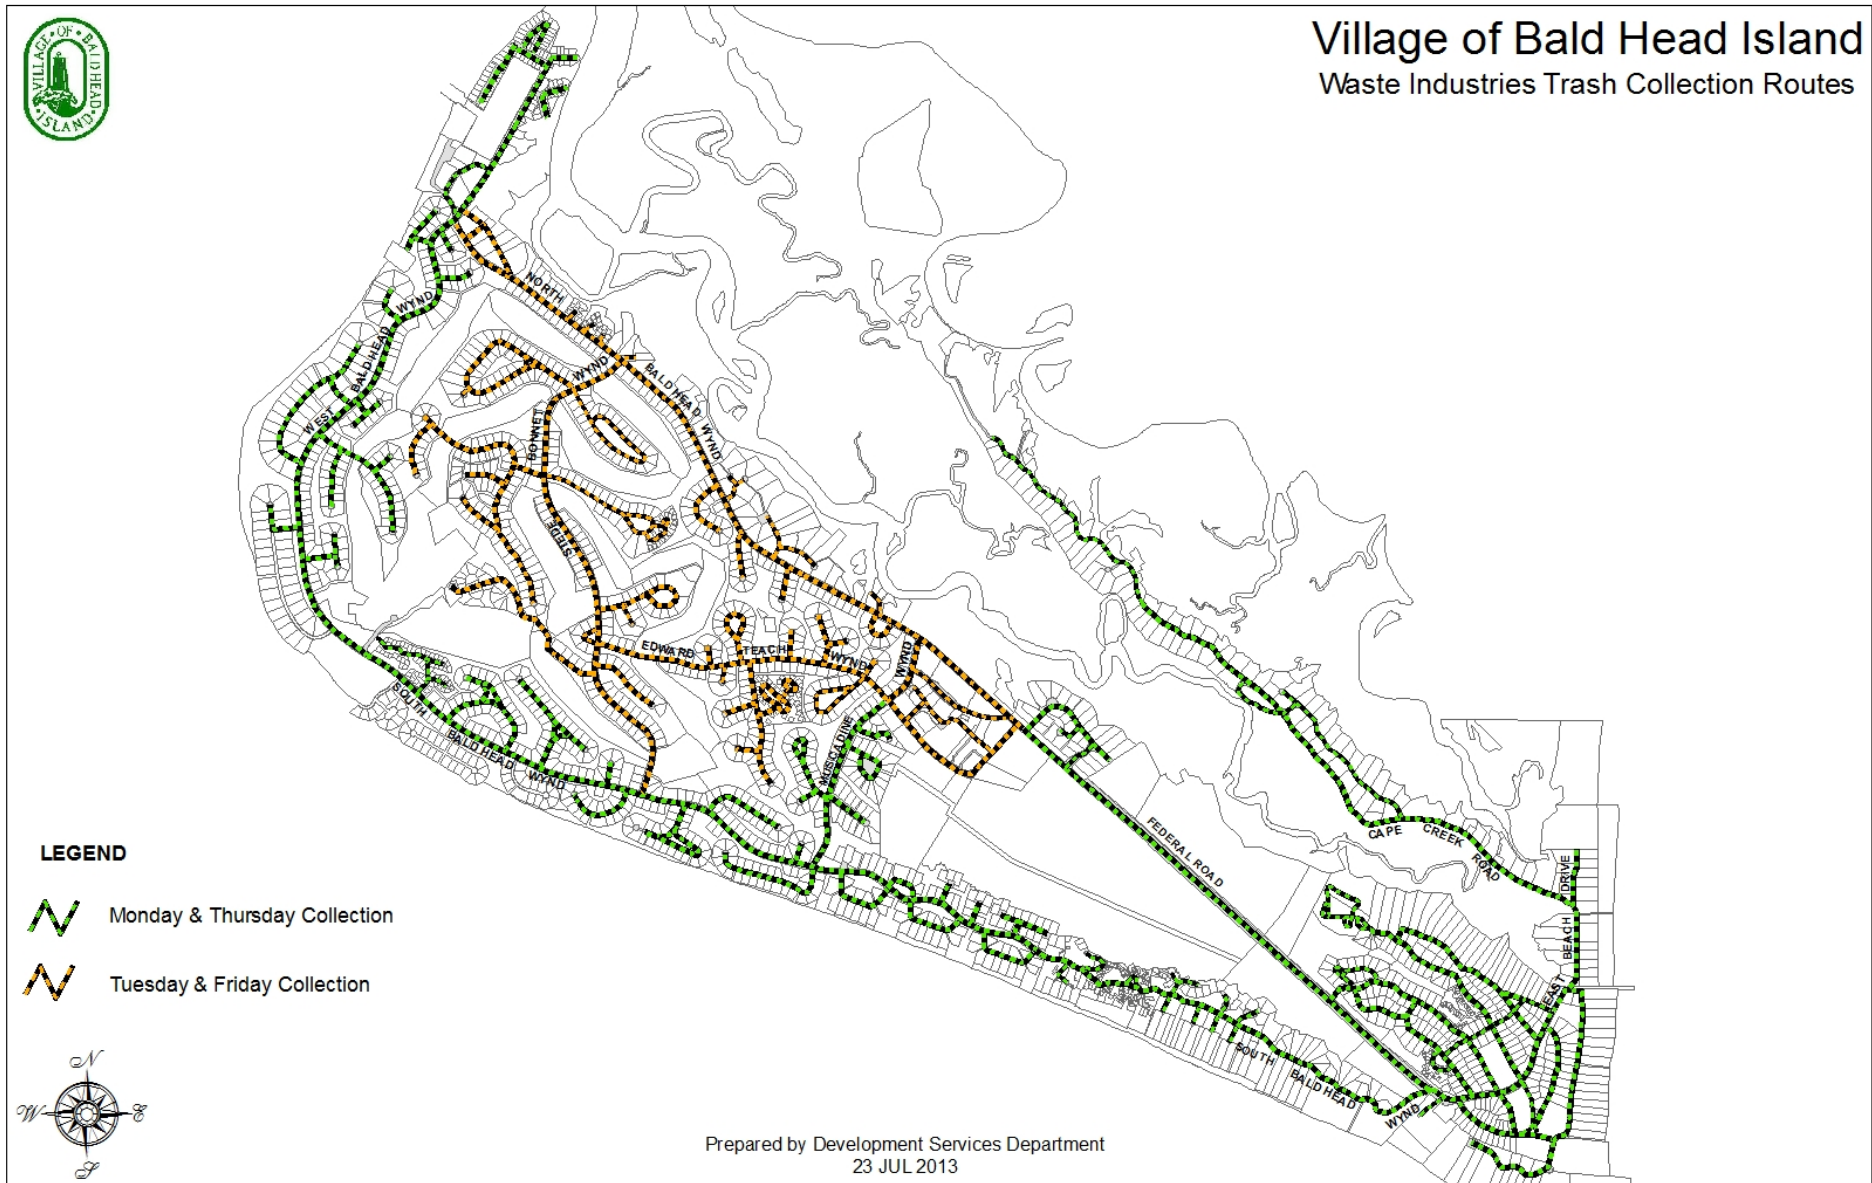 VILLAGE OF BALD HEAD ISLAND
Village of Bald Head Island
Waste Industries Trash Collection Routes
NORTH
BALD HEAD
WYND
WEST
BALD HEAD
WYND
BONNET
WYND
STEDE
EDWARD
TEACH
WYND
MUSCADINE
WYND
SOUTH
BALD HEAD
WYND
FEDERAL ROAD
CAPE
CREEK
ROAD
EAST
BEACH
DRIVE
SOUTH
BALD HEAD
WYND
LEGEND
Monday & Thursday Collection
Tuesday & Friday Collection
N
W
E
S
Prepared by Development Services Department
23 JUL 2013